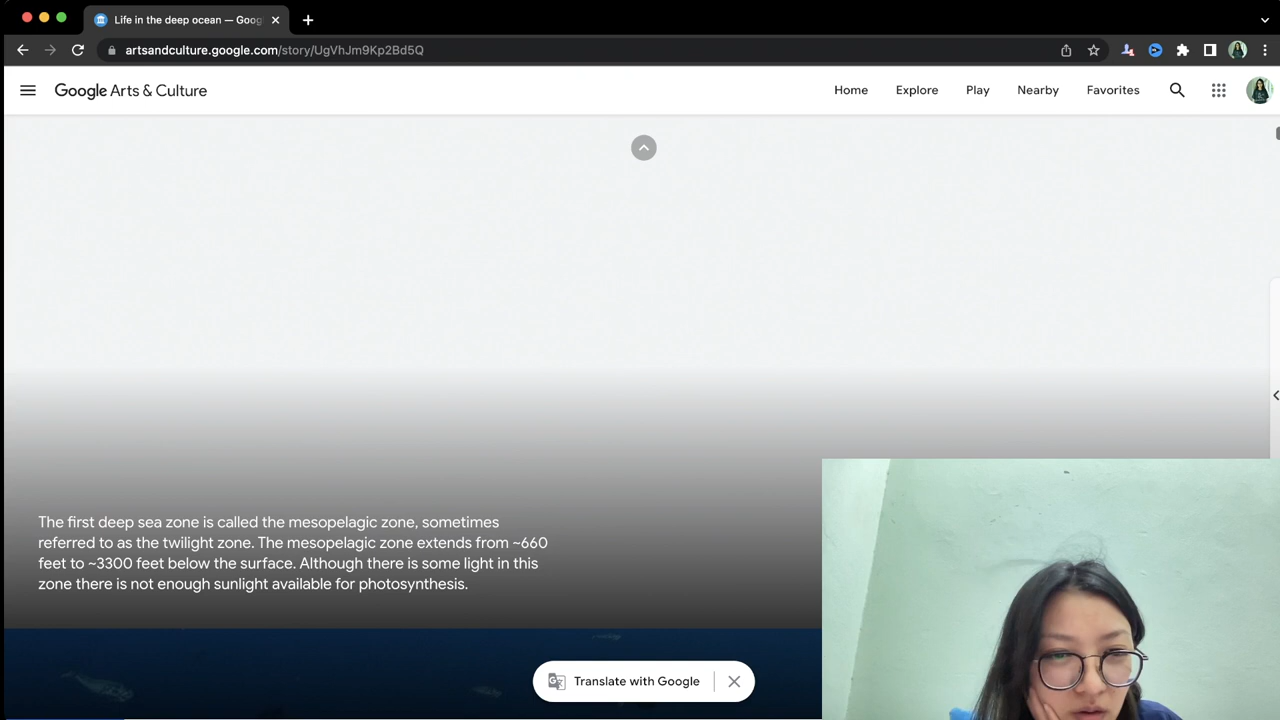 Life in the deep ocean — Goog
artsandculture.google.com/story/UgVhJm9Kp2Bd5Q
Google Arts & Culture
Home
Explore
Play
Nearby
Favorites
The first deep sea zone is called the mesopelagic zone, sometimes
referred to as the twilight zone. The mesopelagic zone extends from ~660
feet to ~3300 feet below the surface. Although there is some light in this
zone there is not enough sunlight available for photosynthesis.
Translate with Google